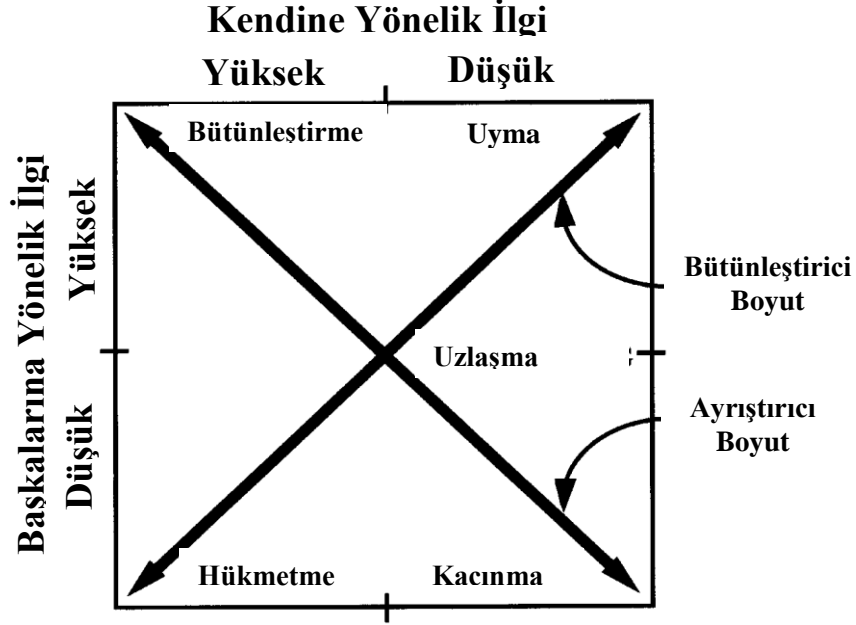 Kendine Yönelik İlgi
Yüksek
Düşük
Başkalarına Yönelik İlgi
Yüksek
Düşük
Bütünleştirme
Uyma
Bütünleştirici
Boyut
Uzlaşma
Ayrıştırıcı
Boyut
Hükmetme
Kacınma